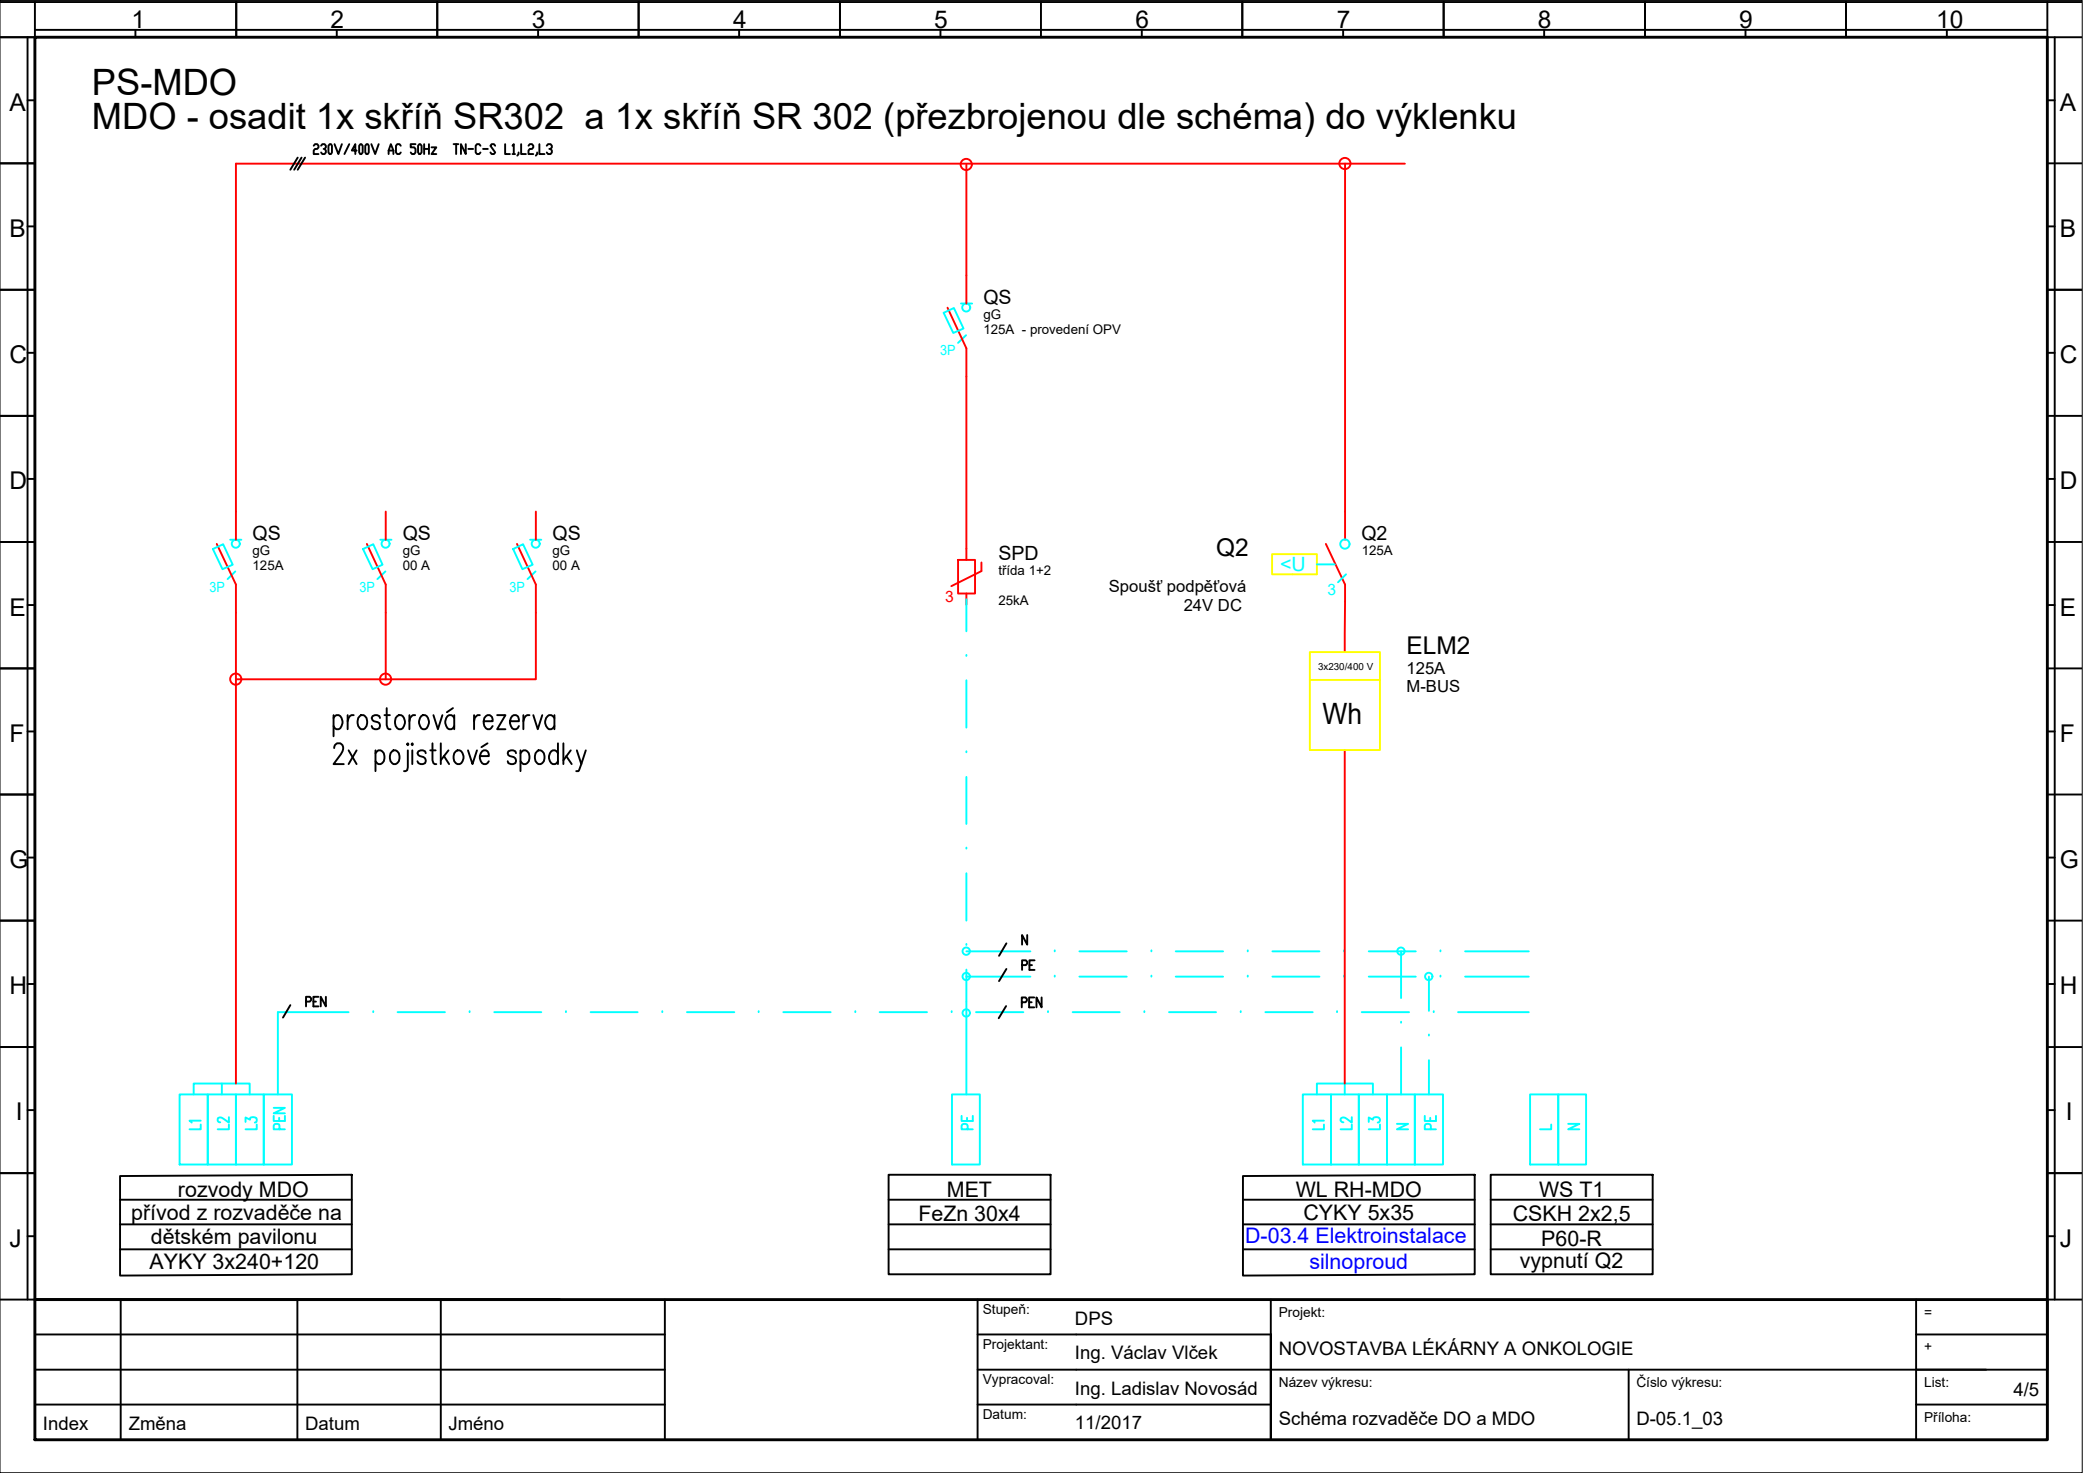 1 2 3 4 5 6 7 8 9 10
PS-MDO
MDO - osadit 1x skříň SR302 a 1x skříň SR 302 (přezbrojenou dle schéma) do výklenku
230V/400V AC 50Hz TN-C-S L1,L2,L3
A A
B B
C C
D D
E E
F F
G G
H H
I I
J J
QS
gG
125A - provedení OPV
3P
QS
gG
125A
3P
QS
gG
00 A
3P
QS
gG
00 A
3P
SPD
třída 1+2
25kA
3
Q2
<U
Spoušť podpěťová
24V DC
Q2
125A
3
ELM2
125A
M-BUS
3x230/400 V
Wh
prostorová rezerva
2x pojistkové spodky
N
PE
PEN
PEN
L1 L2 L3 PEN
PE
L1 L2 L3 N PE
L N
rozvody MDO
přívod z rozvaděče na
dětském pavilonu
AYKY 3x240+120
MET
FeZn 30x4
WL RH-MDO
CYKY 5x35
D-03.4 Elektroinstalace
silnoproud
WS T1
CSKH 2x2,5
P60-R
vypnutí Q2
Index Změna Datum Jméno
Stupeň: DPS
Projektant: Ing. Václav Vlček
Vypracoval: Ing. Ladislav Novosád
Datum: 11/2017
Projekt:
NOVOSTAVBA LÉKÁRNY A ONKOLOGIE
Název výkresu:
Schéma rozvaděče DO a MDO
Číslo výkresu:
D-05.1_03
=
+
List: 4/5
Příloha: